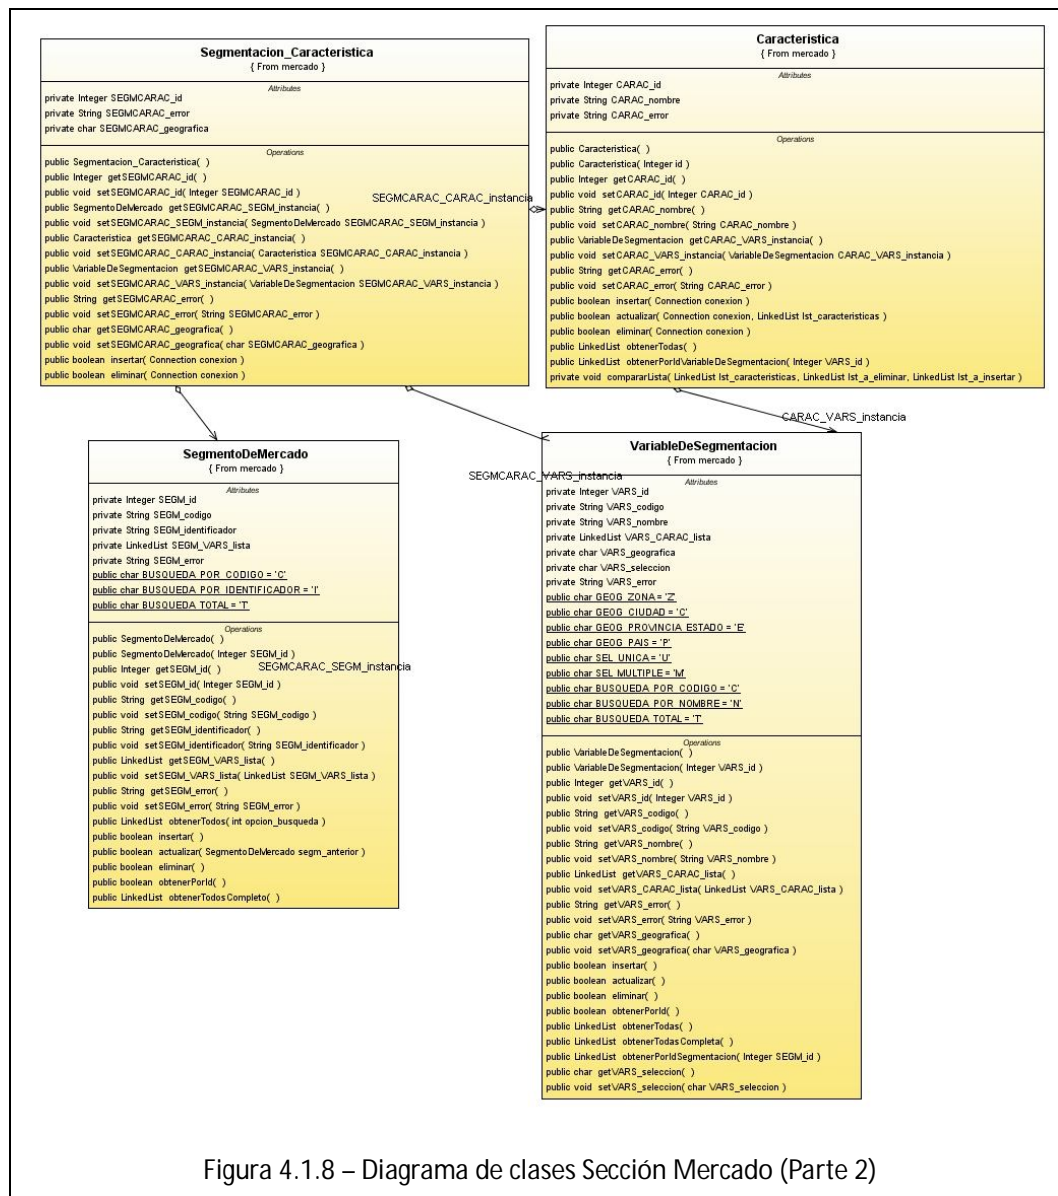 Segmentacion_Caracteristica
{ From mercado }
Attributes
private Integer SEGMCARAC_id
private String SEGMCARAC_error
private char SEGMCARAC_geografica
Operations
public Segmentacion_Caracteristica( )
public Integer getSEGMCARAC_id( )
public void setSEGMCARAC_id( Integer SEGMCARAC_id )
public SegmentoDeMercado getSEGMCARAC_SEGM_instancia( )
public void setSEGMCARAC_SEGM_instancia( SegmentoDeMercado SEGMCARAC_SEGM_instancia )
public Caracteristica getSEGMCARAC_CARAC_instancia( )
public void setSEGMCARAC_CARAC_instancia( Caracteristica SEGMCARAC_CARAC_instancia )
public VariableDeSegmentacion getSEGMCARAC_VARS_instancia( )
public void setSEGMCARAC_VARS_instancia( VariableDeSegmentacion SEGMCARAC_VARS_instancia )
public String getSEGMCARAC_error( )
public void setSEGMCARAC_error( String SEGMCARAC_error )
public char getSEGMCARAC_geografica( )
public void setSEGMCARAC_geografica( char SEGMCARAC_geografica )
public boolean insertar( Connection conexion )
public boolean eliminar( Connection conexion )
SEGMCARAC_CARAC_instancia
Caracteristica
{ From mercado }
Attributes
private Integer CARAC_id
private String CARAC_nombre
private String CARAC_error
Operations
public Caracteristica( )
public Caracteristica( Integer id )
public Integer getCARAC_id( )
public void setCARAC_id( Integer CARAC_id )
public String getCARAC_nombre( )
public void setCARAC_nombre( String CARAC_nombre )
public VariableDeSegmentacion getCARAC_VARS_instancia( )
public void setCARAC_VARS_instancia( VariableDeSegmentacion CARAC_VARS_instancia )
public String getCARAC_error( )
public void setCARAC_error( String CARAC_error )
public boolean insertar( Connection conexion )
public boolean actualizar( Connection conexion, LinkedList lst_caracteristicas )
public boolean eliminar( Connection conexion )
public LinkedList obtenerTodas( )
public LinkedList obtenerPorIdVariableDeSegmentacion( Integer VARS_id )
private void compararLista( LinkedList lst_caracteristicas, LinkedList lst_a_eliminar, LinkedList lst_a_insertar )
CARAC_VARS_instancia
SegmentoDeMercado
{ From mercado }
Attributes
private Integer SEGM_id
private String SEGM_codigo
private String SEGM_identificador
private LinkedList SEGM_VARS_lista
private String SEGM_error
public char BUSQUEDA_POR_CODIGO = 'C'
public char BUSQUEDA_POR_IDENTIFICADOR = 'I'
public char BUSQUEDA_TOTAL = 'T'
Operations
public SegmentoDeMercado( )
public SegmentoDeMercado( Integer SEGM_id )
public Integer getSEGM_id( )
SEGMCARAC_SEGM_instancia
public void setSEGM_id( Integer SEGM_id )
public String getSEGM_codigo( )
public void setSEGM_codigo( String SEGM_codigo )
public String getSEGM_identificador( )
public void setSEGM_identificador( String SEGM_identificador )
public LinkedList getSEGM_VARS_lista( )
public void setSEGM_VARS_lista( LinkedList SEGM_VARS_lista )
public String getSEGM_error( )
public void setSEGM_error( String SEGM_error )
public LinkedList obtenerTodos( int opcion_busqueda )
public boolean insertar( )
public boolean actualizar( SegmentoDeMercado segm_anterior )
public boolean eliminar( )
public boolean obtenerPorId( )
public LinkedList obtenerTodosCompleto( )
SEGMCARAC_VARS_instancia
VariableDeSegmentacion
{ From mercado }
Attributes
private Integer VARS_id
private String VARS_codigo
private String VARS_nombre
private LinkedList VARS_CARAC_lista
private char VARS_geografica
private char VARS_seleccion
private String VARS_error
public char GEOG_ZONA = 'Z'
public char GEOG_CIUDAD = 'C'
public char GEOG_PROVINCIA_ESTADO = 'E'
public char GEOG_PAIS = 'P'
public char SEL_UNICA = 'U'
public char SEL_MULTIPLE = 'M'
public char BUSQUEDA_POR_CODIGO = 'C'
public char BUSQUEDA_POR_NOMBRE = 'N'
public char BUSQUEDA_TOTAL = 'T'
Operations
public VariableDeSegmentacion( )
public VariableDeSegmentacion( Integer VARS_id )
public Integer getVARS_id( )
public void setVARS_id( Integer VARS_id )
public String getVARS_codigo( )
public void setVARS_codigo( String VARS_codigo )
public String getVARS_nombre( )
public void setVARS_nombre( String VARS_nombre )
public LinkedList getVARS_CARAC_lista( )
public void setVARS_CARAC_lista( LinkedList VARS_CARAC_lista )
public String getVARS_error( )
public void setVARS_error( String VARS_error )
public char getVARS_geografica( )
public void setVARS_geografica( char VARS_geografica )
public boolean insertar( )
public boolean actualizar( )
public boolean eliminar( )
public boolean obtenerPorId( )
public LinkedList obtenerTodas( )
public LinkedList obtenerTodasCompleta( )
public LinkedList obtenerPorIdSegmentacion( Integer SEGM_id )
public char getVARS_seleccion( )
public void setVARS_seleccion( char VARS_seleccion )
Figura 4.1.8 – Diagrama de clases Sección Mercado (Parte 2)